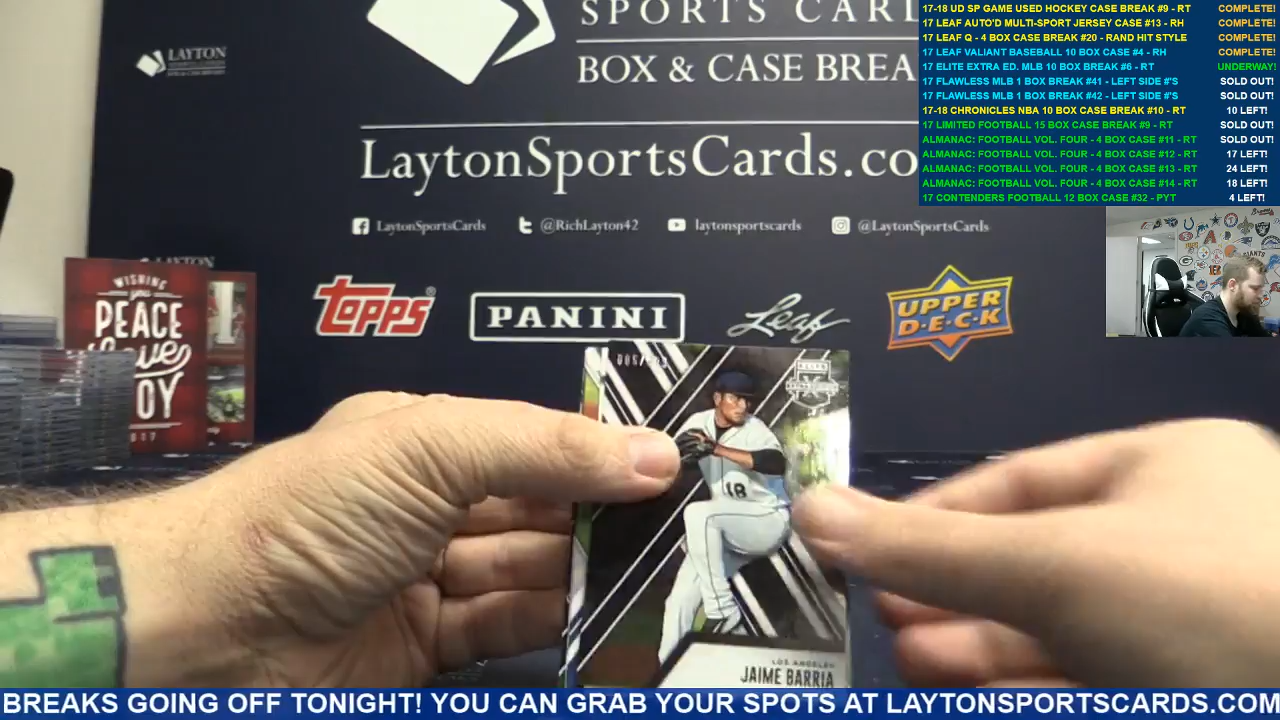 SPORTS CAR
BOX & CASE BREA
LAYTON
LaytonSportsCards.co
LaytonSportsCards
@RichLayton42
laytonsportscards
@LaytonSportsCards
TOPPS
PANINI
Leaf
UPPER
D·E·C·K
WISHING
you
PEACE
Love
JOY
2017
18
LOS ANGELES
JAIME BARRIA
17-18 UD SP GAME USED HOCKEY CASE BREAK #9 - RT COMPLETE!
17 LEAF AUTO'D MULTI-SPORT JERSEY CASE #13 - RH COMPLETE!
17 LEAF Q - 4 BOX CASE BREAK #20 - RAND HIT STYLE COMPLETE!
17 LEAF VALIANT BASEBALL 10 BOX CASE #4 - RH COMPLETE!
17 ELITE EXTRA ED. MLB 10 BOX BREAK #6 - RT UNDERWAY!
17 FLAWLESS MLB 1 BOX BREAK #41 - LEFT SIDE #'S SOLD OUT!
17 FLAWLESS MLB 1 BOX BREAK #42 - LEFT SIDE #'S SOLD OUT!
17-18 CHRONICLES NBA 10 BOX CASE BREAK #10 - RT 10 LEFT!
17 LIMITED FOOTBALL 15 BOX CASE BREAK #9 - RT SOLD OUT!
ALMANAC: FOOTBALL VOL. FOUR - 4 BOX CASE #11 - RT SOLD OUT!
ALMANAC: FOOTBALL VOL. FOUR - 4 BOX CASE #12 - RT 17 LEFT!
ALMANAC: FOOTBALL VOL. FOUR - 4 BOX CASE #13 - RT 24 LEFT!
ALMANAC: FOOTBALL VOL. FOUR - 4 BOX CASE #14 - RT 18 LEFT!
17 CONTENDERS FOOTBALL 12 BOX CASE #32 - PYT 4 LEFT!
BREAKS GOING OFF TONIGHT! YOU CAN GRAB YOUR SPOTS AT LAYTONSPORTSCARDS.COM